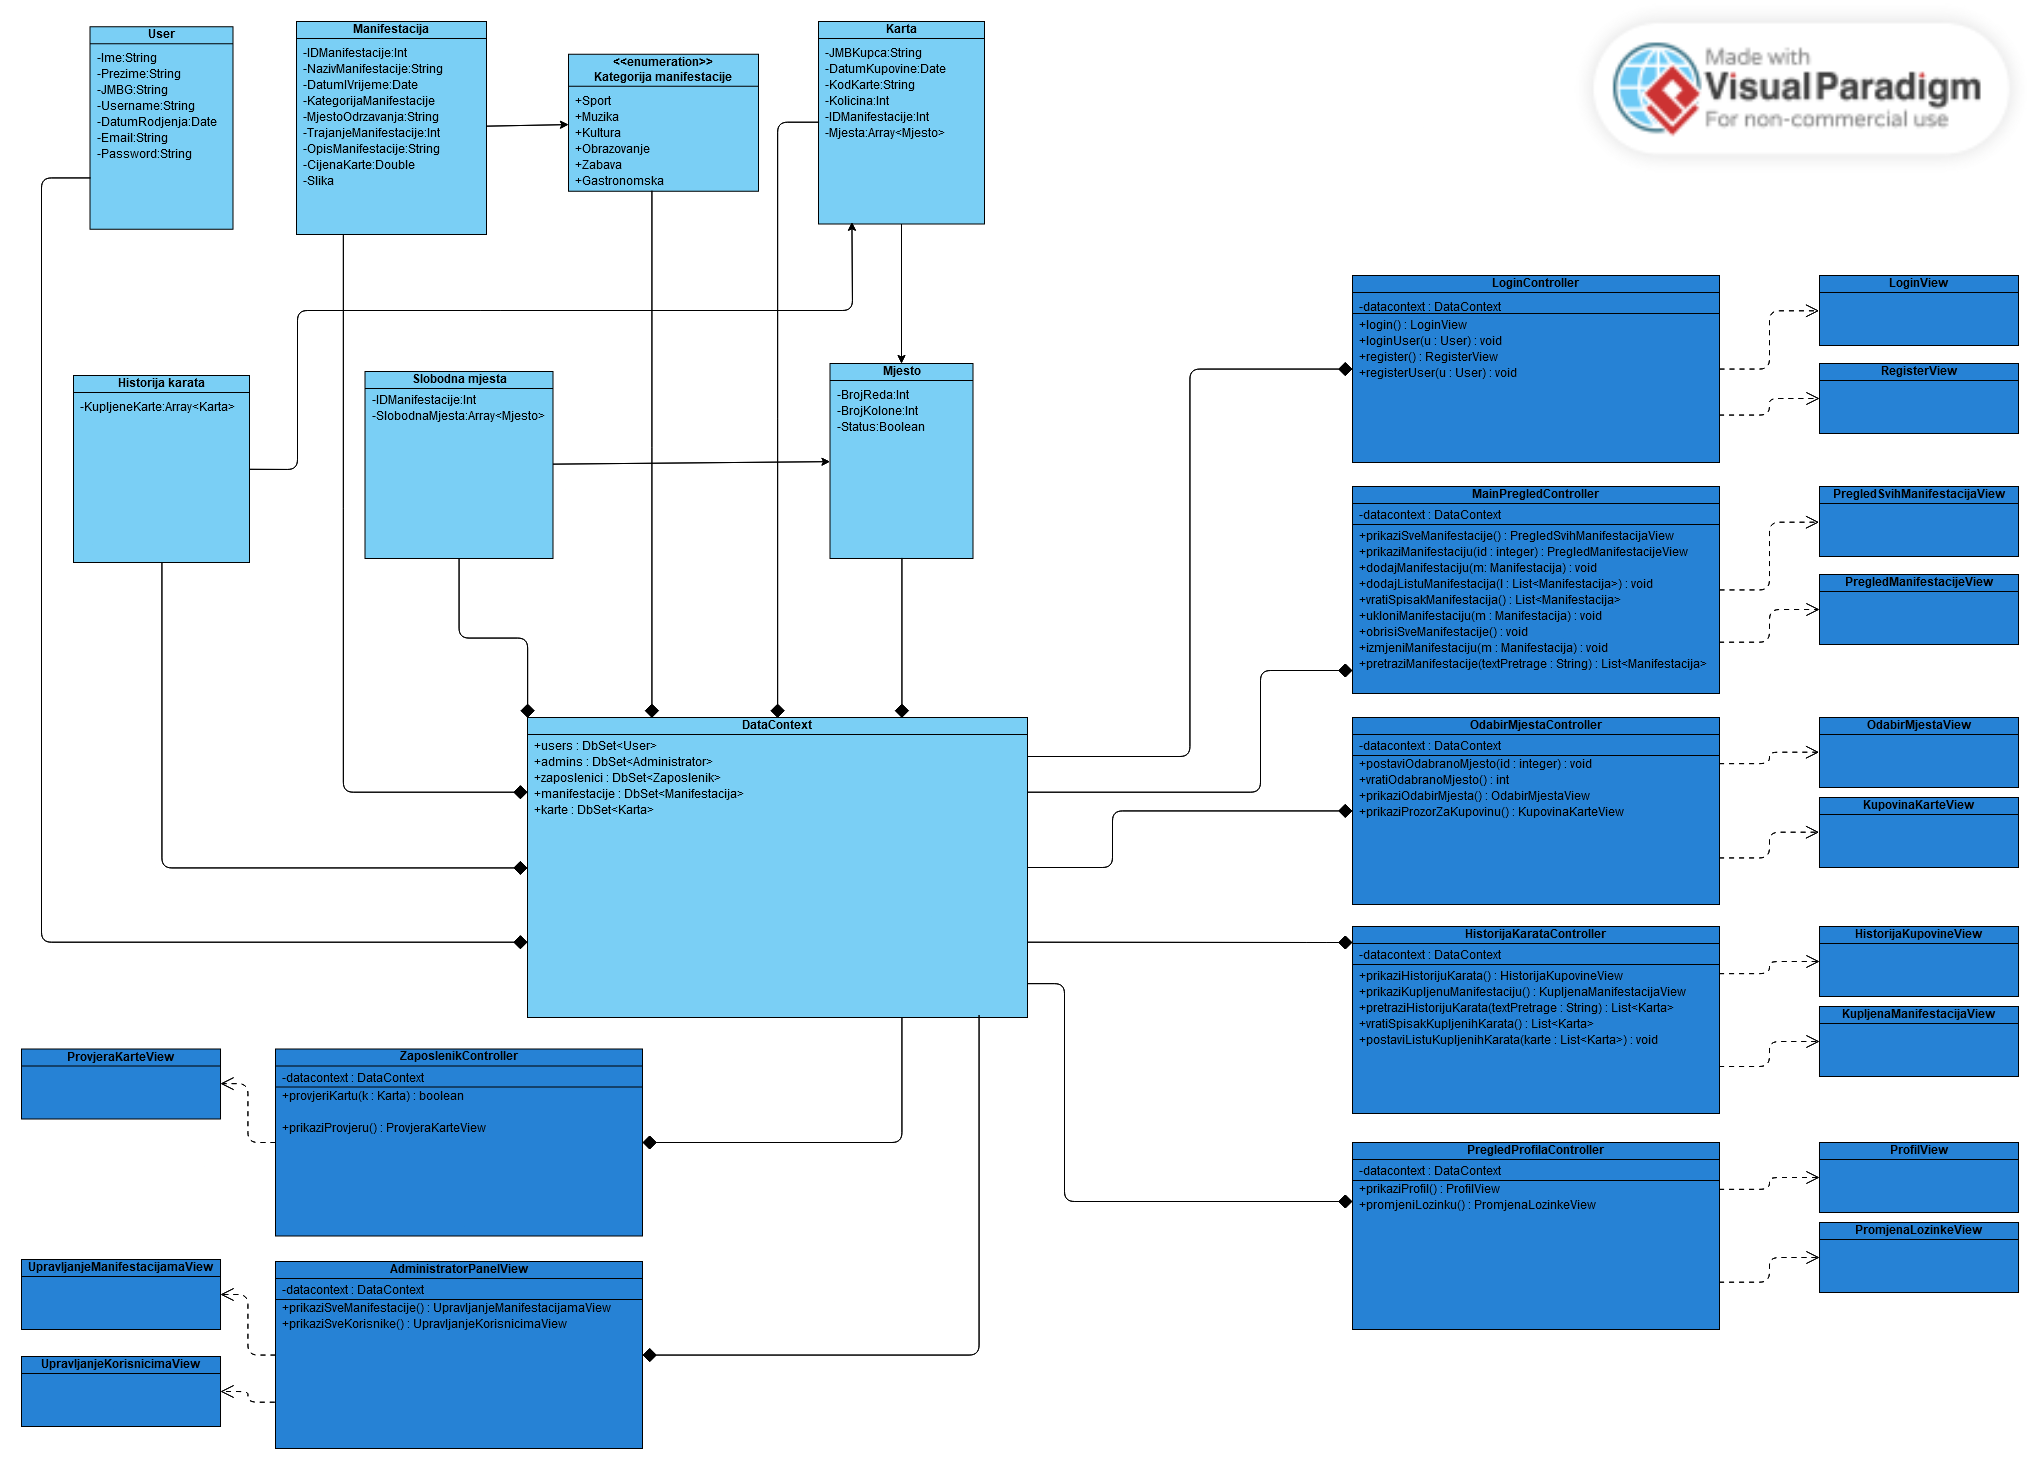 User
-Ime:String
-Prezime:String
-JMBG:String
-Username:String
-DatumRodjenja:Date
-Email:String
-Password:String
Manifestacija
-IDManifestacije:Int
-NazivManifestacije:String
-DatumIVrijeme:Date
-KategorijaManifestacije
-MjestoOdrzavanja:String
-TrajanjeManifestacije:Int
-OpisManifestacije:String
-CijenaKarte:Double
-Slika
<<enumeration>>
Kategorija manifestacije
+Sport
+Muzika
+Kultura
+Obrazovanje
+Zabava
+Gastronomska
Karta
-JMBKupca:String
-DatumKupovine:Date
-KodKarte:String
-Kolicina:Int
-IDManifestacije:Int
-Mjesta:Array<Mjesto>
Made with
Visual Paradigm
For non-commercial use
Historija karata
-KupljeneKarte:Array<Karta>
Slobodna mjesta
-IDManifestacije:Int
-SlobodnaMjesta:Array<Mjesto>
Mjesto
-BrojReda:Int
-BrojKolone:Int
-Status:Boolean
DataContext
+users : DbSet<User>
+admins : DbSet<Administrator>
+zaposlenici : DbSet<Zaposlenik>
+manifestacije : DbSet<Manifestacija>
+karte : DbSet<Karta>
LoginController
-datacontext : DataContext
+login() : LoginView
+loginUser(u : User) : void
+register() : RegisterView
+registerUser(u : User) : void
LoginView
RegisterView
MainPregledController
-datacontext : DataContext
+prikaziSveManifestacije() : PregledSvihManifestacijaView
+prikaziManifestaciju(id : integer) : PregledManifestacijeView
+dodajManifestaciju(m: Manifestacija) : void
+dodajListuManifestacija(l : List<Manifestacija>) : void
+vratiSpisakManifestacija() : List<Manifestacija>
+ukloniManifestaciju(m : Manifestacija) : void
+obrisiSveManifestacije() : void
+izmjeniManifestaciju(m : Manifestacija) : void
+pretraziManifestacije(textPretrage : String) : List<Manifestacija>
PregledSvihManifestacijaView
PregledManifestacijeView
OdabirMjestaController
-datacontext : DataContext
+postaviOdabranoMjesto(id : integer) : void
+vratiOdabranoMjesto() : int
+prikaziOdabirMjesta() : OdabirMjestaView
+prikaziProzorZaKupovinu() : KupovinaKarteView
OdabirMjestaView
KupovinaKarteView
HistorijaKarataController
-datacontext : DataContext
+prikaziHistorijuKarata() : HistorijaKupovineView
+prikaziKupljenuManifestaciju() : KupljenaManifestacijaView
+pretraziHistorijuKarata(textPretrage : String) : List<Karta>
+vratiSpisakKupljenihKarata() : List<Karta>
+postaviListuKupljenihKarata(karte : List<Karta>) : void
HistorijaKupovineView
KupljenaManifestacijaView
PregledProfilaController
-datacontext : DataContext
+prikaziProfil() : ProfilView
+promjeniLozinku() : PromjenaLozinkeView
ProfilView
PromjenaLozinkeView
ProvjeraKarteView
ZaposlenikController
-datacontext : DataContext
+provjeriKartu(k : Karta) : boolean
+prikaziProvjeru() : ProvjeraKarteView
UpravljanjeManifestacijamaView
UpravljanjeKorisnicimaView
AdministratorPanelView
-datacontext : DataContext
+prikaziSveManifestacije() : UpravljanjeManifestacijamaView
+prikaziSveKorisnike() : UpravljanjeKorisnicimaView